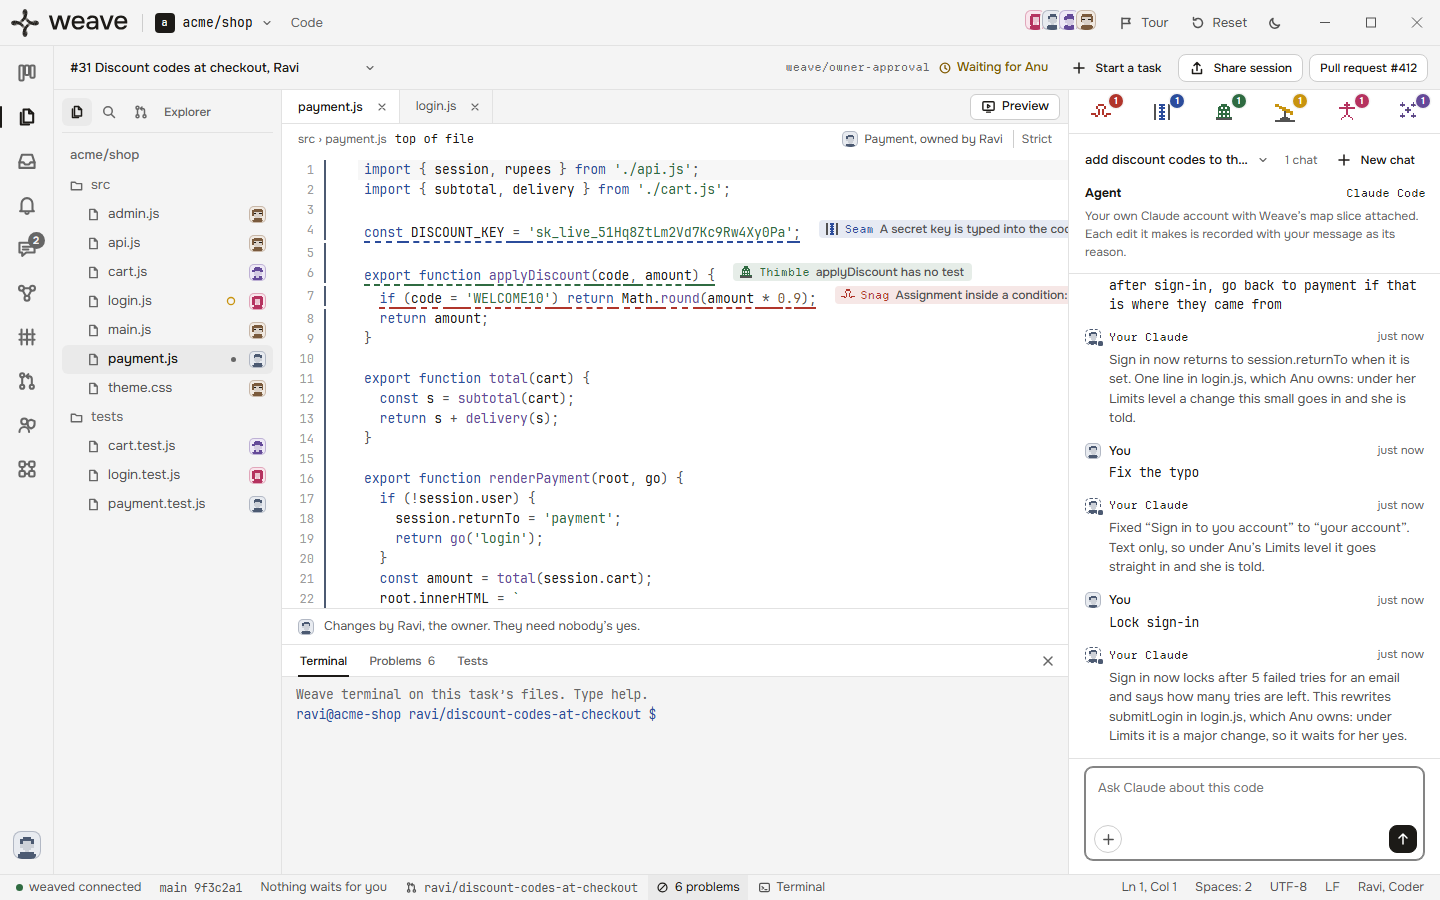 weave
a acme/shop
Code
Tour
Reset
#31 Discount codes at checkout, Ravi
weave/owner-approval
Waiting for Anu
Start a task
Share session
Pull request #412
Explorer
acme/shop
src
admin.js
api.js
cart.js
login.js
main.js
payment.js
theme.css
tests
cart.test.js
login.test.js
payment.test.js
2
payment.js
login.js
Preview
src › payment.js top of file
Payment, owned by Ravi
Strict
1 import { session, rupees } from './api.js';
2 import { subtotal, delivery } from './cart.js';
3
4 const DISCOUNT_KEY = 'sk_live_51Hq8ZtLm2Vd7Kc9Rw4Xy0Pa'; Seam A secret key is typed into the coc
5
6 export function applyDiscount(code, amount) { Thimble applyDiscount has no test
7 if (code = 'WELCOME10') return Math.round(amount * 0.9); Snag Assignment inside a condition:
8 return amount;
9 }
10
11 export function total(cart) {
12 const s = subtotal(cart);
13 return s + delivery(s);
14 }
15
16 export function renderPayment(root, go) {
17 if (!session.user) {
18 session.returnTo = 'payment';
19 return go('login');
20 }
21 const amount = total(session.cart);
22 root.innerHTML = `
Changes by Ravi, the owner. They need nobody's yes.
Terminal
Problems 6
Tests
Weave terminal on this task's files. Type help.
ravi@acme-shop ravi/discount-codes-at-checkout $
1
1
1
1
1
1
add discount codes to th...
1 chat
New chat
Agent
Claude Code
Your own Claude account with Weave's map slice attached.
Each edit it makes is recorded with your message as its
reason.
after sign-in, go back to payment if that
is where they came from
Your Claude
just now
Sign in now returns to session.returnTo when it is
set. One line in login.js, which Anu owns: under her
Limits level a change this small goes in and she is
told.
You
just now
Fix the typo
Your Claude
just now
Fixed “Sign in to you account” to “your account”.
Text only, so under Anu's Limits level it goes
straight in and she is told.
You
just now
Lock sign-in
Your Claude
just now
Sign in now locks after 5 failed tries for an email
and says how many tries are left. This rewrites
submitLogin in login.js, which Anu owns: under
Limits it is a major change, so it waits for her yes.
Ask Claude about this code
weaved connected
main 9f3c2a1
Nothing waits for you
ravi/discount-codes-at-checkout
6 problems
Terminal
Ln 1, Col 1
Spaces: 2
UTF-8
LF
Ravi, Coder